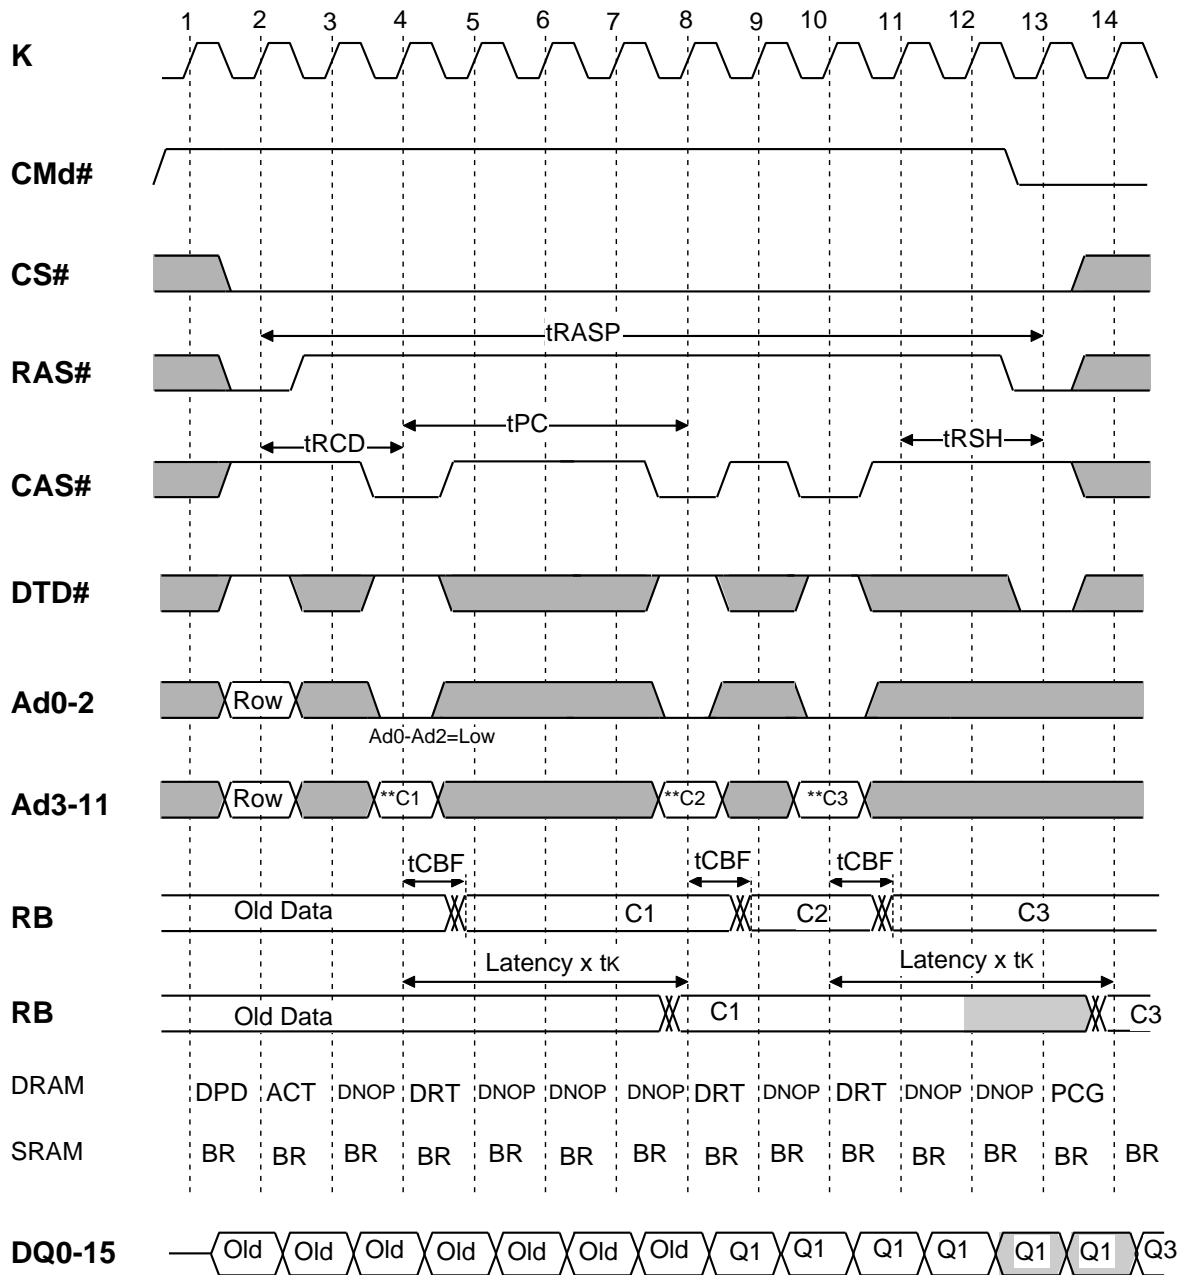 1 2 3 4 5 6 7 8 9 10 11 12 13 14
K
CMd#
CS#
tRASP
RAS#
tPC
tRCD tRSH
CAS#
DTD#
Ad0-2 Row
Ad0-Ad2=Low
Ad3-11 Row **C1 **C2 **C3
tCBF tCBF tCBF
RB Old Data C1 C2 C3
Latency x tK Latency x tK
RB Old Data C1 C3
DRAM DPD ACT DNOP DRT DNOP DNOP DNOP DRT DNOP DRT DNOP DNOP PCG
SRAM BR BR BR BR BR BR BR BR BR BR BR BR BR BR
DQ0-15 Old Old Old Old Old Old Old Q1 Q1 Q1 Q1 Q1 Q1 Q3